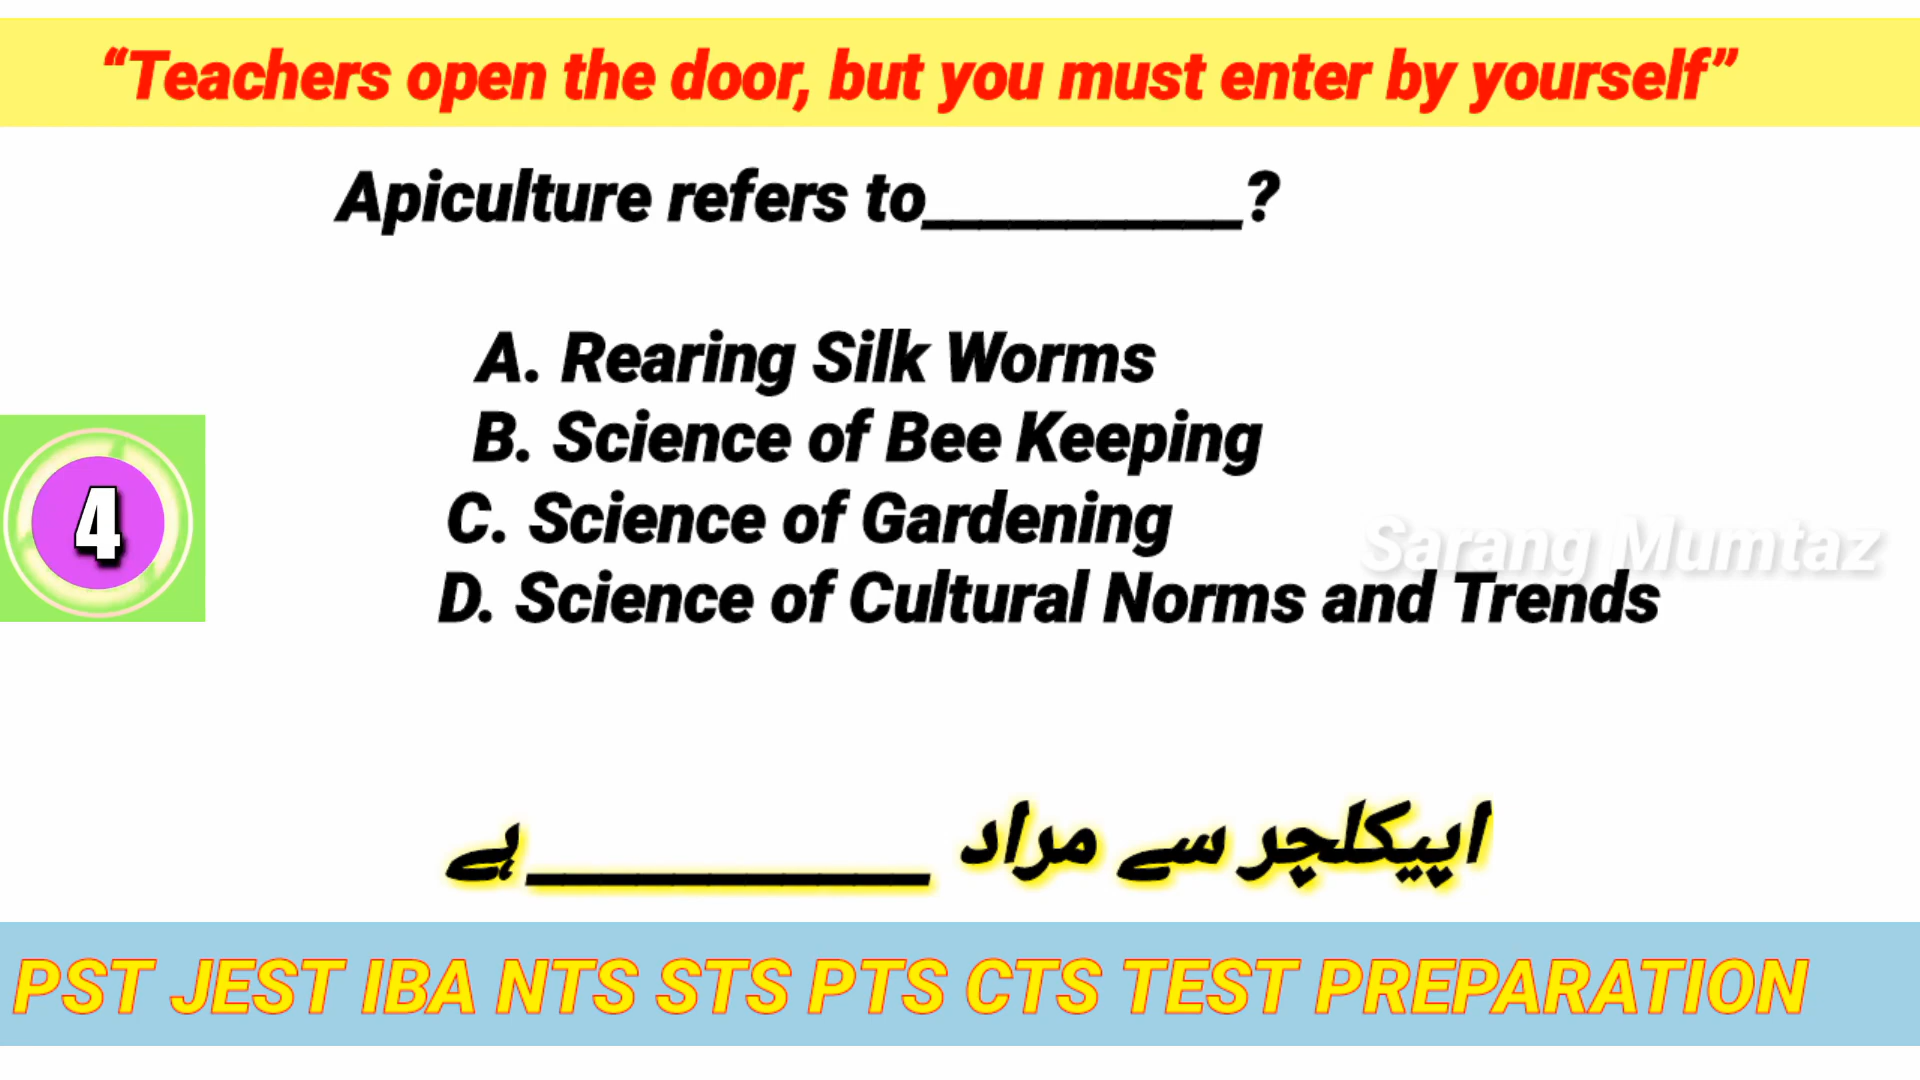 “Teachers open the door, but you must enter by yourself”
Apiculture refers to__________?
A. Rearing Silk Worms
B. Science of Bee Keeping
C. Science of Gardening
Sarang Mumtaz
D. Science of Cultural Norms and Trends
4
اپیکلچر سے مراد __________ ہے
PST JEST IBA NTS STS PTS CTS TEST PREPARATION